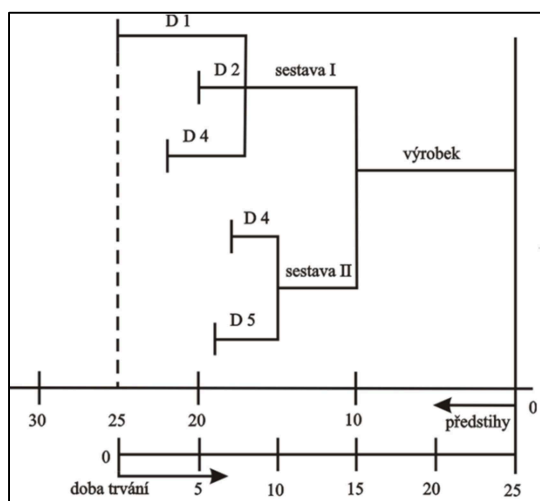 D 1
D 2
sestava I
D 4
výrobek
D 4
sestava II
D 5
30 25 20 10 0
předstihy
0 5 10 15 20 25
doba trvání